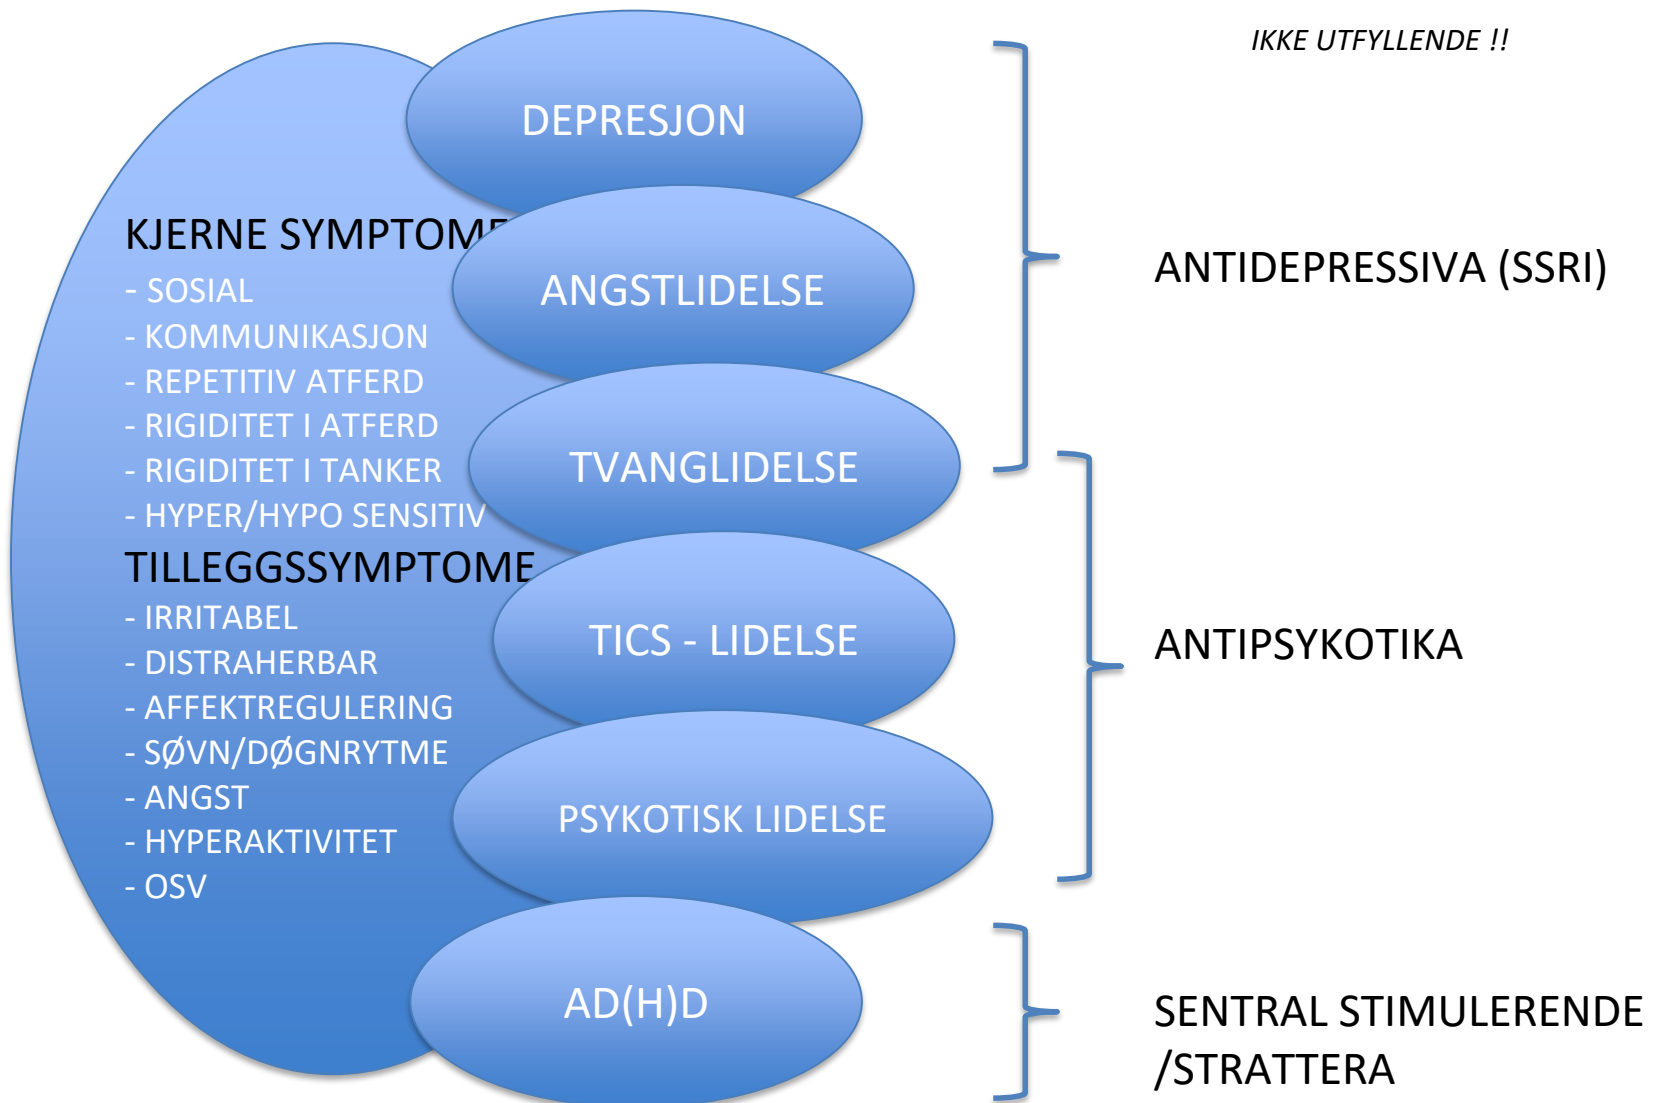 IKKE UTFYLLENDE !!
DEPRESJON
KJERNE SYMPTOME
- SOSIAL
- KOMMUNIKASJON
- REPETITIV ATFERD
- RIGIDITET I ATFERD
- RIGIDITET I TANKER
- HYPER/HYPO SENSITIV
TILLEGGSSYMPTOME
- IRRITABEL
- DISTRAHERBAR
- AFFEKTREGULERING
- SØVN/DØGNRYTME
- ANGST
- HYPERAKTIVITET
- OSV
ANGSTLIDELSE
TVANGLIDELSE
TICS - LIDELSE
PSYKOTISK LIDELSE
AD(H)D
ANTIDEPRESSIVA (SSRI)
ANTIPSYKOTIKA
SENTRAL STIMULERENDE
/STRATTERA